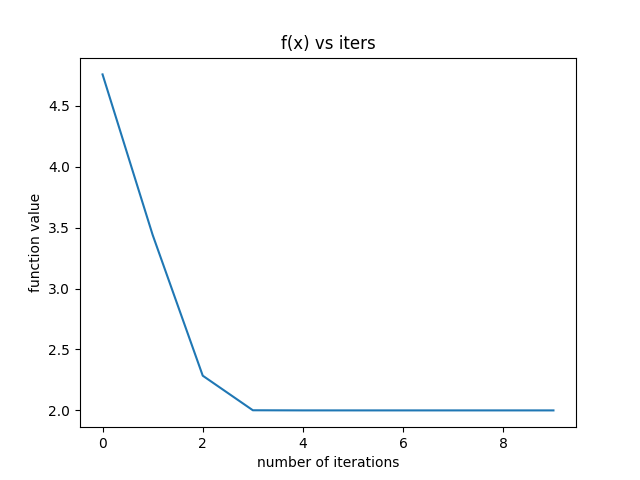 f(x) vs iters
4.5
4.0
3.5
3.0
2.5
2.0
function value
0 2 4 6 8
number of iterations